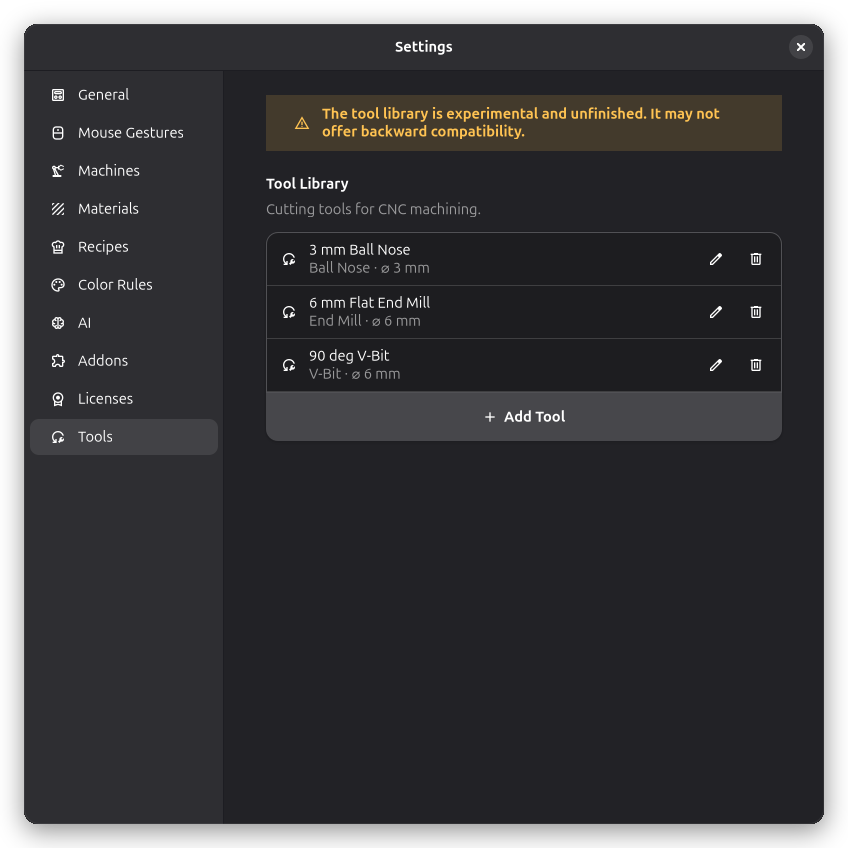 Settings
General
Mouse Gestures
Machines
Materials
Recipes
Color Rules
AI
Addons
Licenses
Tools
The tool library is experimental and unfinished. It may not
offer backward compatibility.
Tool Library
Cutting tools for CNC machining.
3 mm Ball Nose
Ball Nose · ⌀ 3 mm
6 mm Flat End Mill
End Mill · ⌀ 6 mm
90 deg V-Bit
V-Bit · ⌀ 6 mm
+ Add Tool